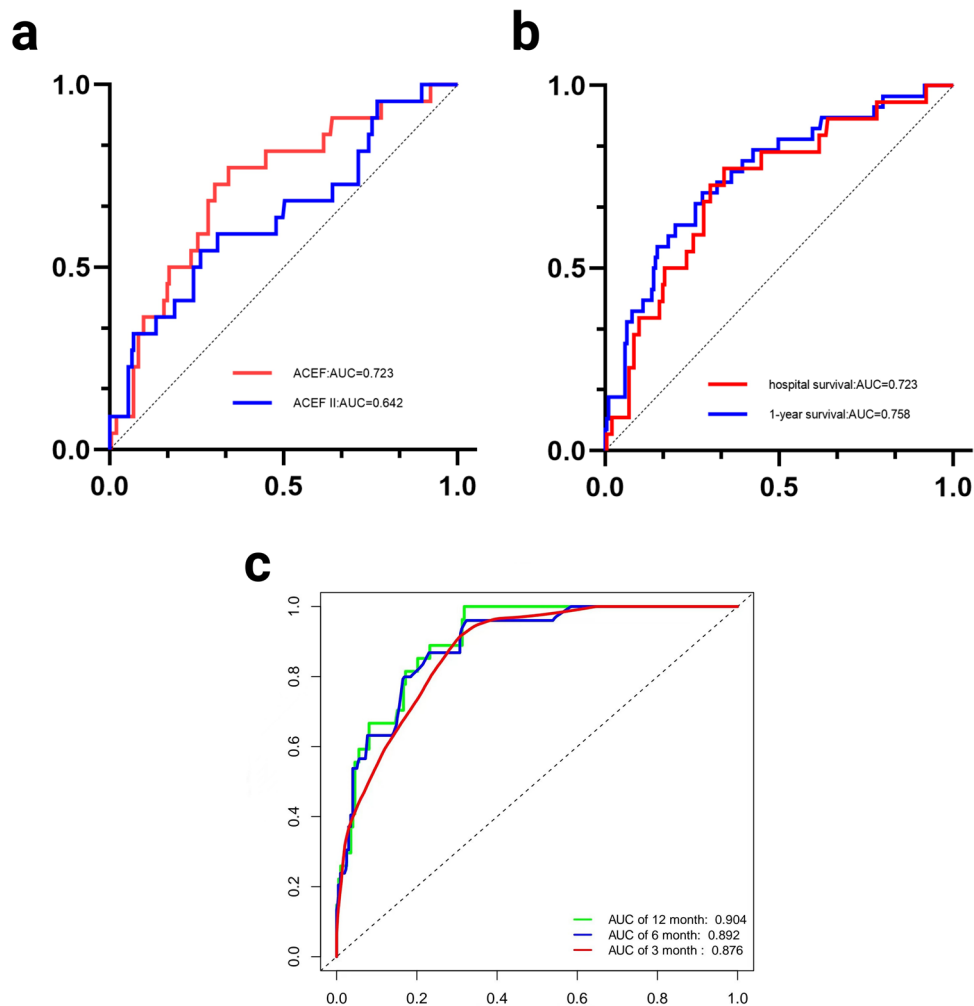 a
1.0
0.5
0.0
0.0 0.5 1.0
ACEF:AUC=0.723
ACEF II:AUC=0.642
b
1.0
0.5
0.0
0.0 0.5 1.0
hospital survival:AUC=0.723
1-year survival:AUC=0.758
c
1.0
0.8
0.6
0.4
0.2
0.0
AUC of 12 month: 0.904
AUC of 6 month: 0.892
AUC of 3 month : 0.876
0.0 0.2 0.4 0.6 0.8 1.0